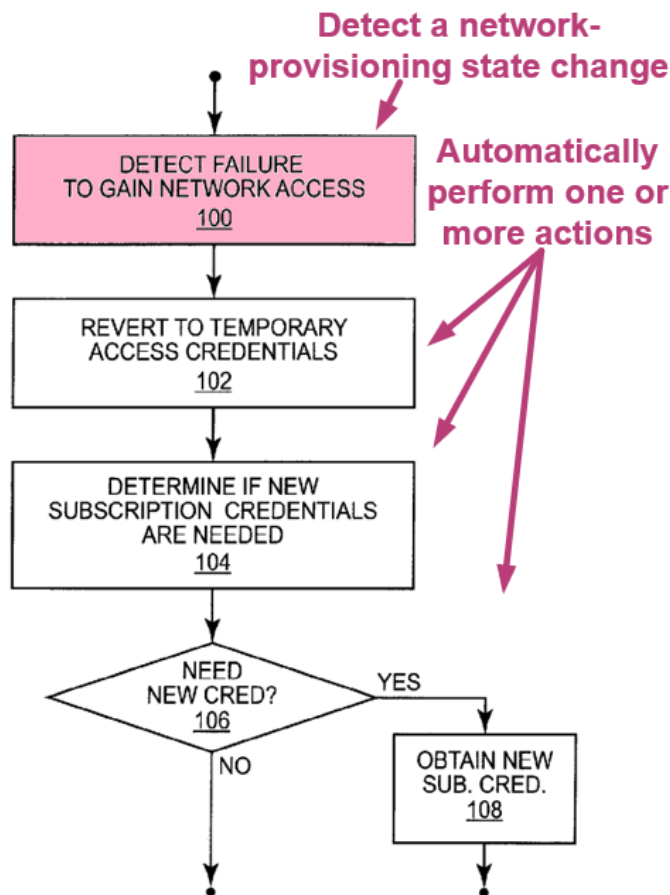 Detect a network-
provisioning state change
DETECT FAILURE
TO GAIN NETWORK ACCESS
100
Automatically
perform one or
more actions
REVERT TO TEMPORARY
ACCESS CREDENTIALS
102
DETERMINE IF NEW
SUBSCRIPTION CREDENTIALS
ARE NEEDED
104
NEED
NEW CRED?
106
YES
NO
OBTAIN NEW
SUB. CRED.
108